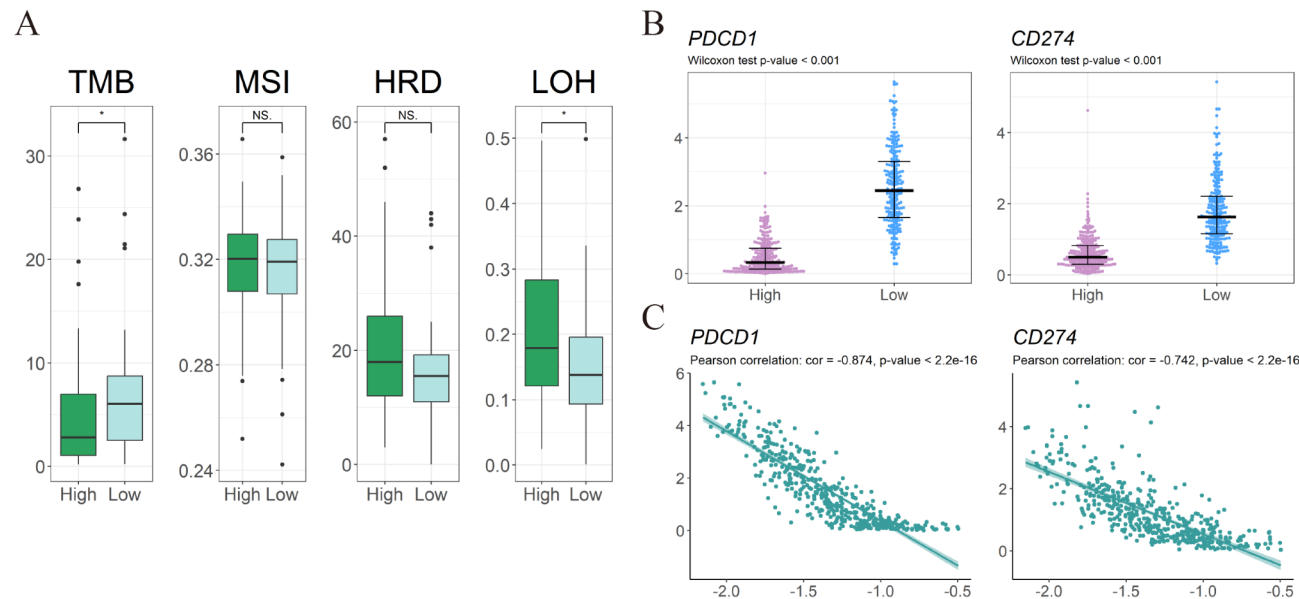 A
TMB
MSI
HRD
LOH
*
NS.
NS.
*
30
20
10
0
0.36
0.32
0.28
0.24
60
40
20
0
0.5
0.4
0.3
0.2
0.1
0.0
High Low
High Low
High Low
High Low
B
PDCD1
Wilcoxon test p-value < 0.001
4
2
0
High
Low
CD274
Wilcoxon test p-value < 0.001
4
2
0
High
Low
C
PDCD1
Pearson correlation: cor = -0.874, p-value < 2.2e-16
6
4
2
0
-2.0
-1.5
-1.0
-0.5
CD274
Pearson correlation: cor = -0.742, p-value < 2.2e-16
4
2
0
-2.0
-1.5
-1.0
-0.5